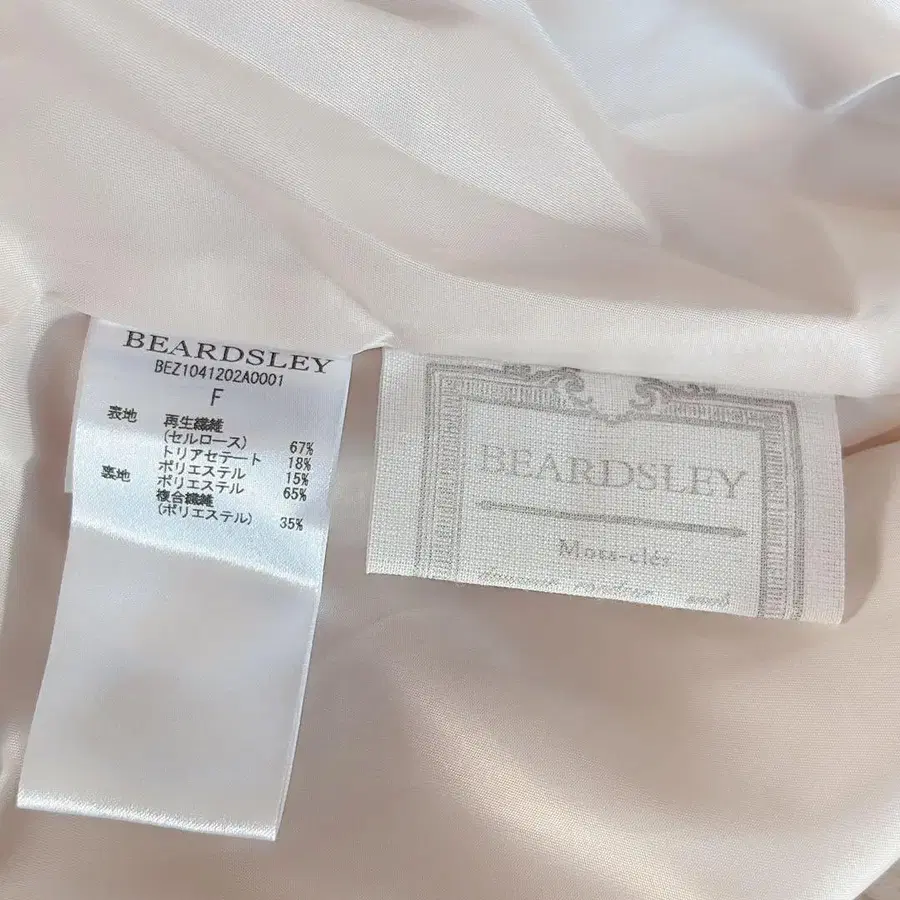 BEARDSLEY
BEZ1041202A0001
F
表地 再生繊維
(セルロース) 67%
トリアセテート 18%
ポリエステル 15%
裏地 ポリエステル 65%
複合繊維
(ポリエステル) 35%
BEARDSLEY
Mots-clés